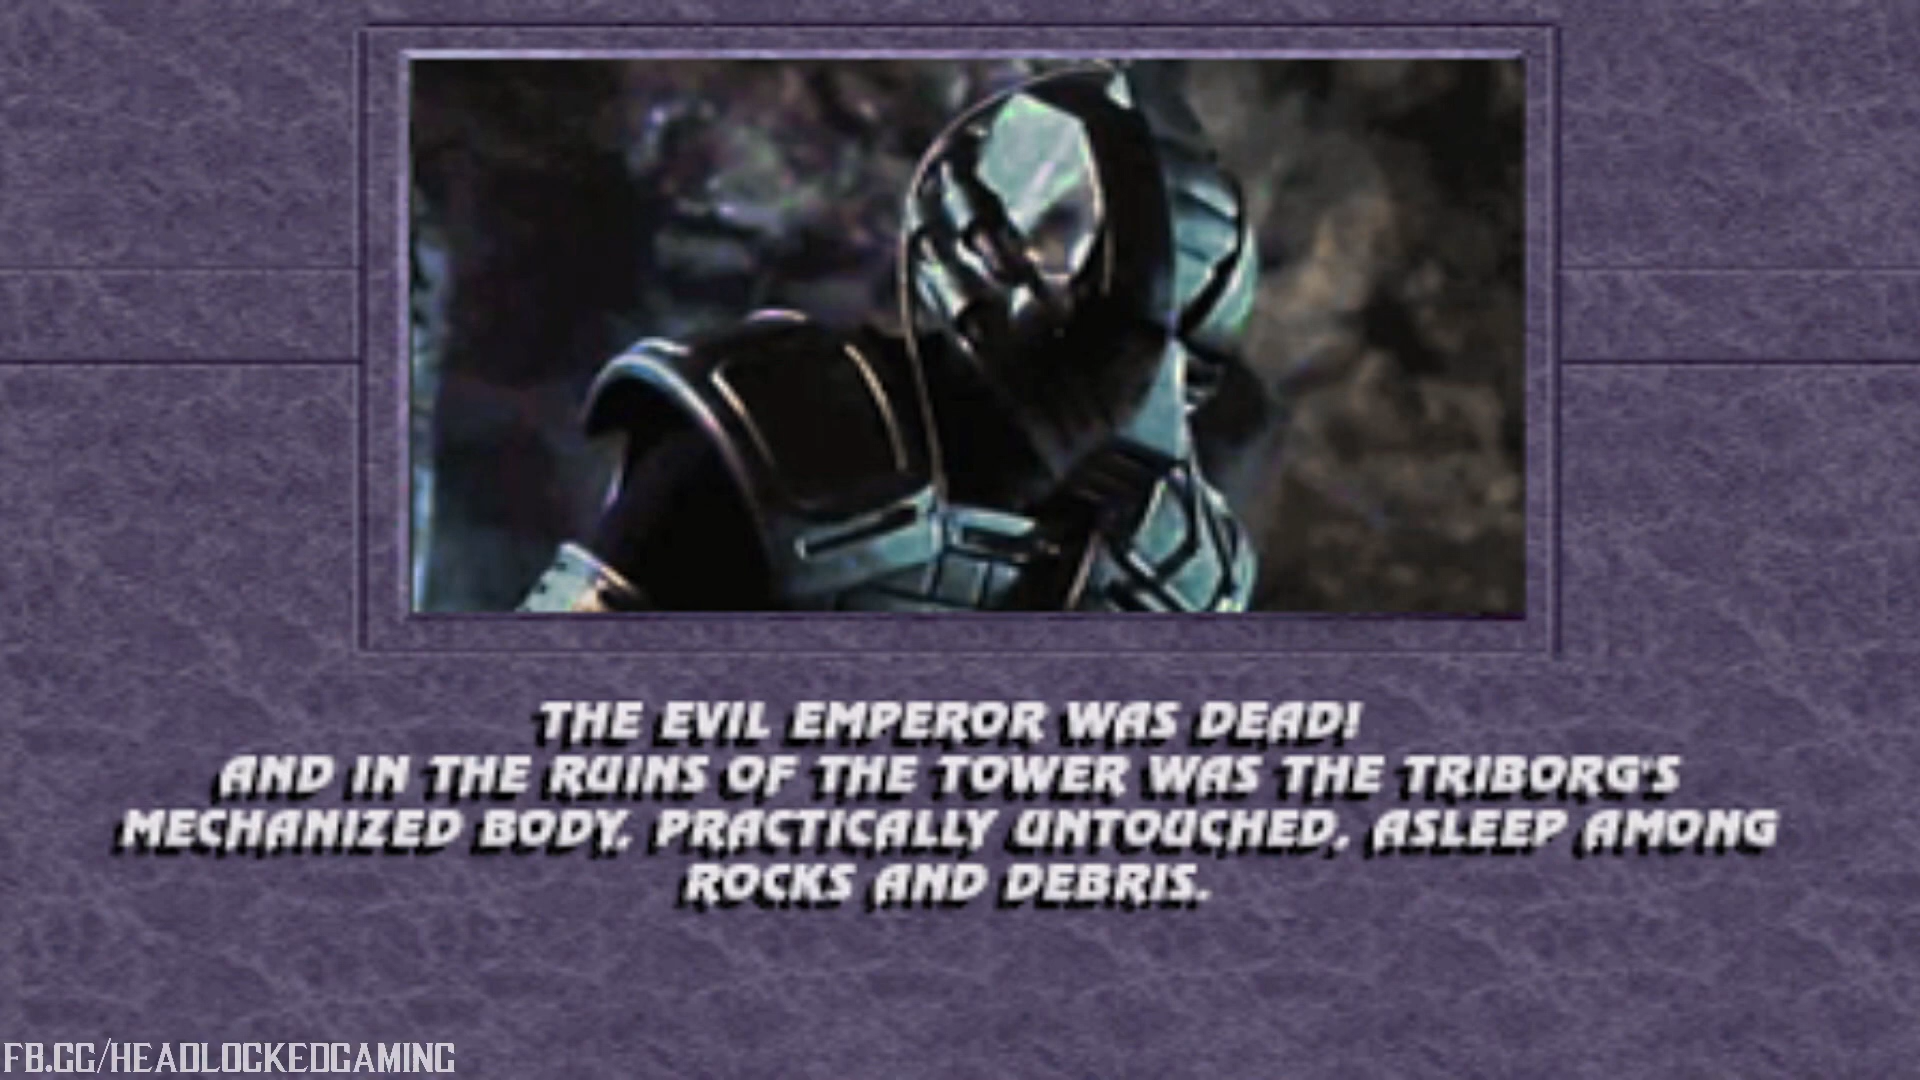 THE EVIL EMPEROR WAS DEAD!
AND IN THE RUINS OF THE TOWER WAS THE TRIBORG'S
MECHANIZED BODY, PRACTICALLY UNTOUCHED, ASLEEP AMONG
ROCKS AND DEBRIS.
FB.GG/HEADLOCKEDGAMING